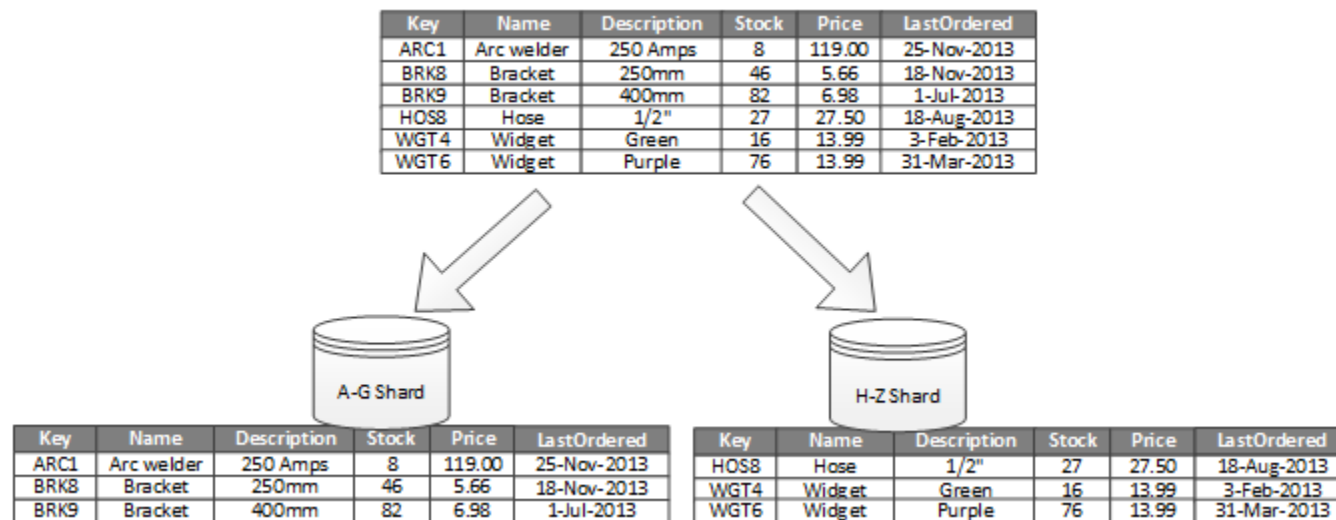 Key Name Description Stock Price LastOrdered
ARC1 Arc welder 250 Amps 8 119.00 25-Nov-2013
BRK8 Bracket 250mm 46 5.66 18-Nov-2013
BRK9 Bracket 400mm 82 6.98 1-Jul-2013
HOS8 Hose 1/2" 27 27.50 18-Aug-2013
WGT4 Widget Green 16 13.99 3-Feb-2013
WGT6 Widget Purple 76 13.99 31-Mar-2013
A-G Shard
Key Name Description Stock Price LastOrdered
ARC1 Arc welder 250 Amps 8 119.00 25-Nov-2013
BRK8 Bracket 250mm 46 5.66 18-Nov-2013
BRK9 Bracket 400mm 82 6.98 1-Jul-2013
H-Z Shard
Key Name Description Stock Price LastOrdered
HOS8 Hose 1/2" 27 27.50 18-Aug-2013
WGT4 Widget Green 16 13.99 3-Feb-2013
WGT6 Widget Purple 76 13.99 31-Mar-2013